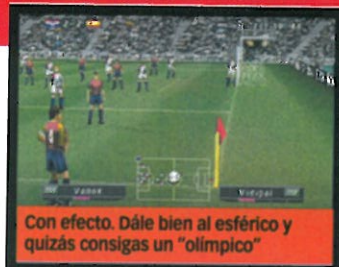 Con efecto. Dále bien al esférico y
quizás consigas un "olímpico"